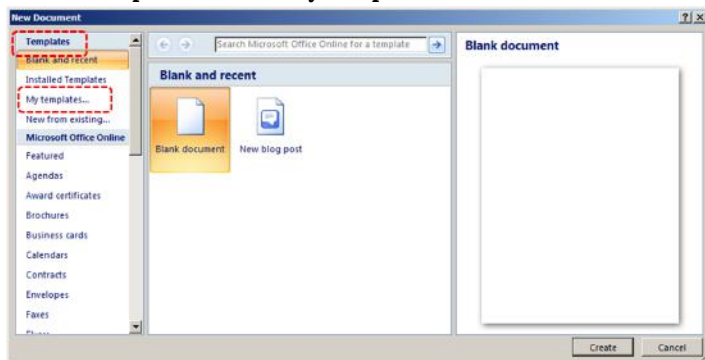 New Document
Templates
Blank and recent
Installed Templates
My templates...
New from existing...
Microsoft Office Online
Featured
Agendas
Award certificates
Brochures
Business cards
Calendars
Contracts
Envelopes
Faxes
Search Microsoft Office Online for a template
Blank and recent
Blank document
New blog post
Blank document
Create
Cancel